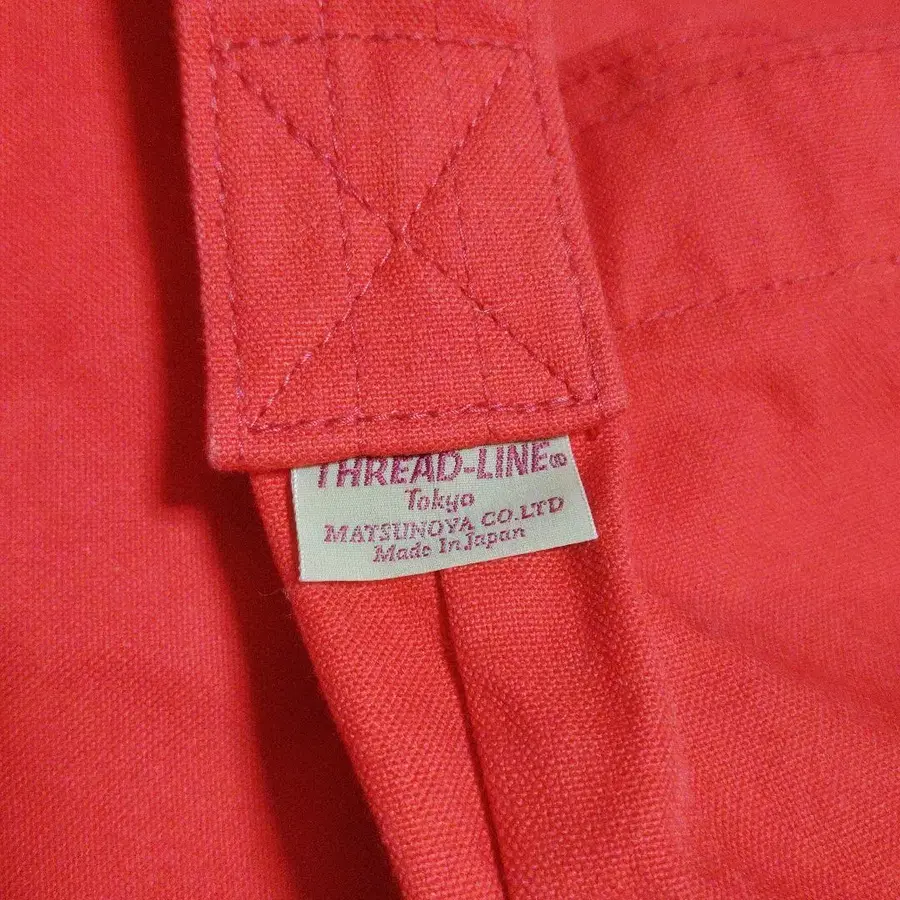 THREAD-LINE®
Tokyo
MATSUNOYA CO.LTD
Made In Japan